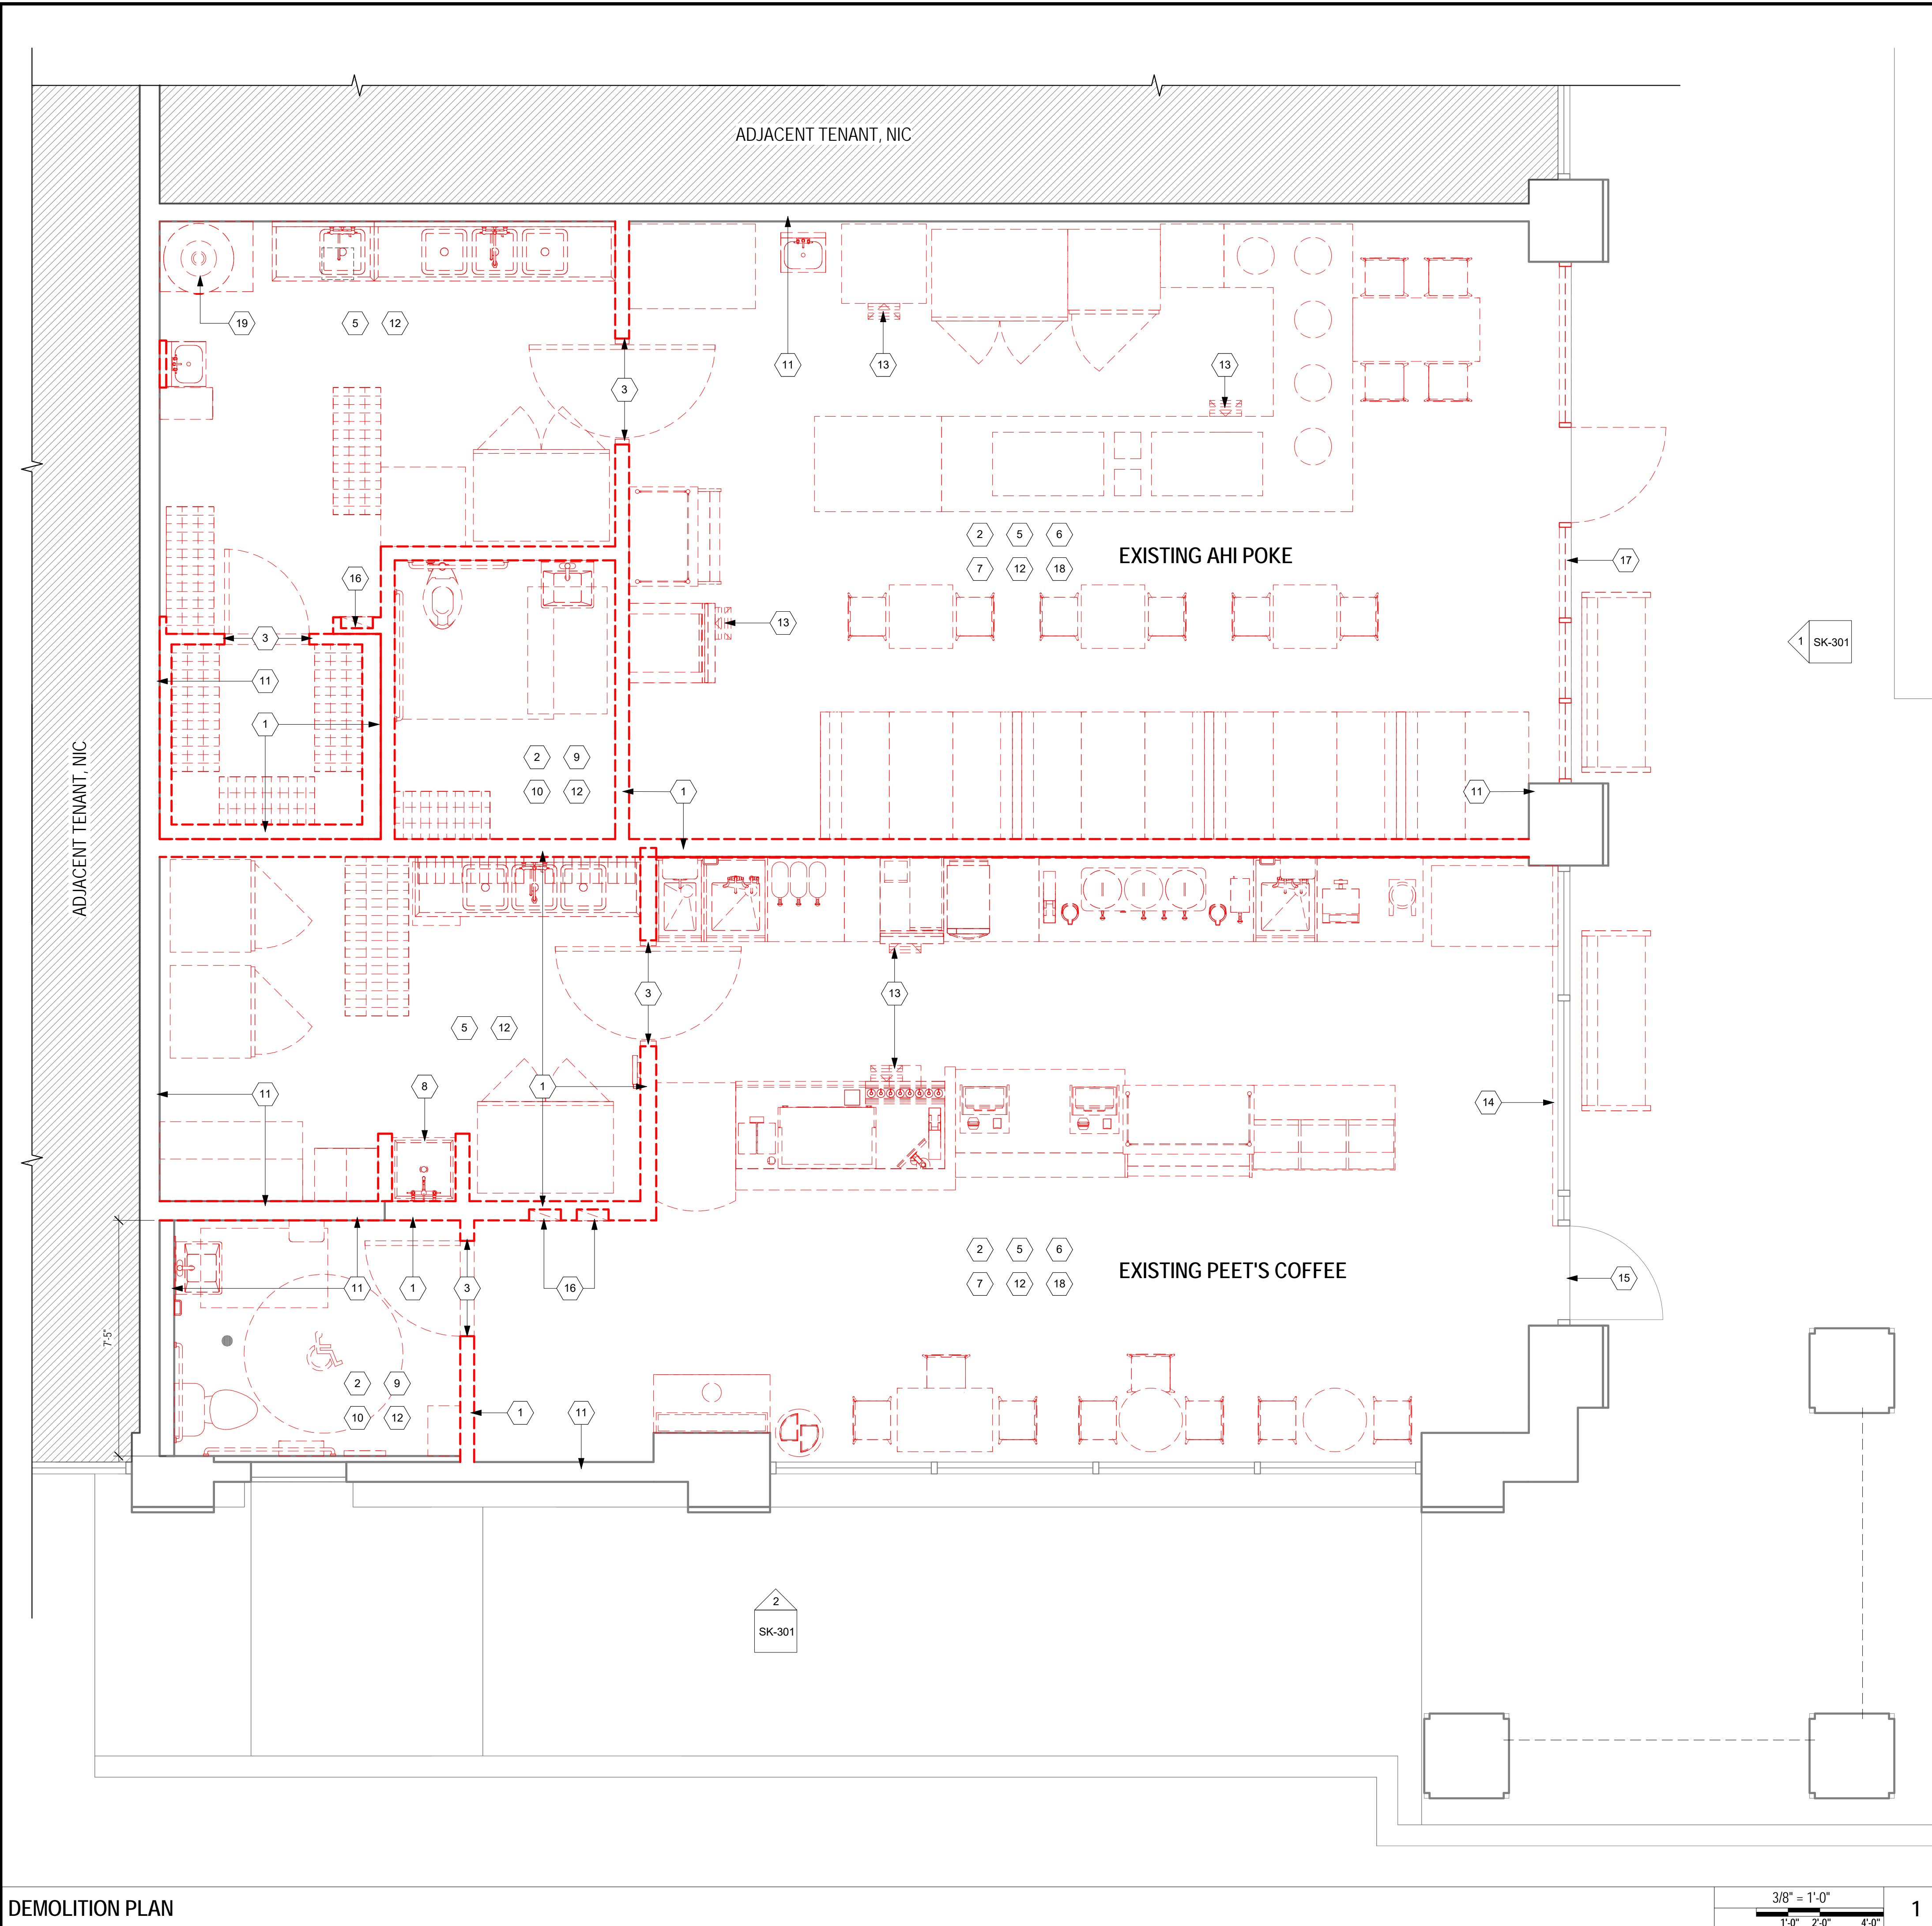 ADJACENT TENANT, NIC
19
5 12
3
11
13
13
2 5 6
7 12 18
EXISTING AHI POKE
17
16
13
1 SK-301
3
11
1
2 9
10 12
1
11
ADJACENT TENANT, NIC
3
13
5 12
11
8
1
14
2 5 6
7 12 18
EXISTING PEET'S COFFEE
15
11
1
3
16
7'-5"
2 9
10 12
1
11
2
SK-301
DEMOLITION PLAN
3/8" = 1'-0"
1'-0" 2'-0" 4'-0"
1